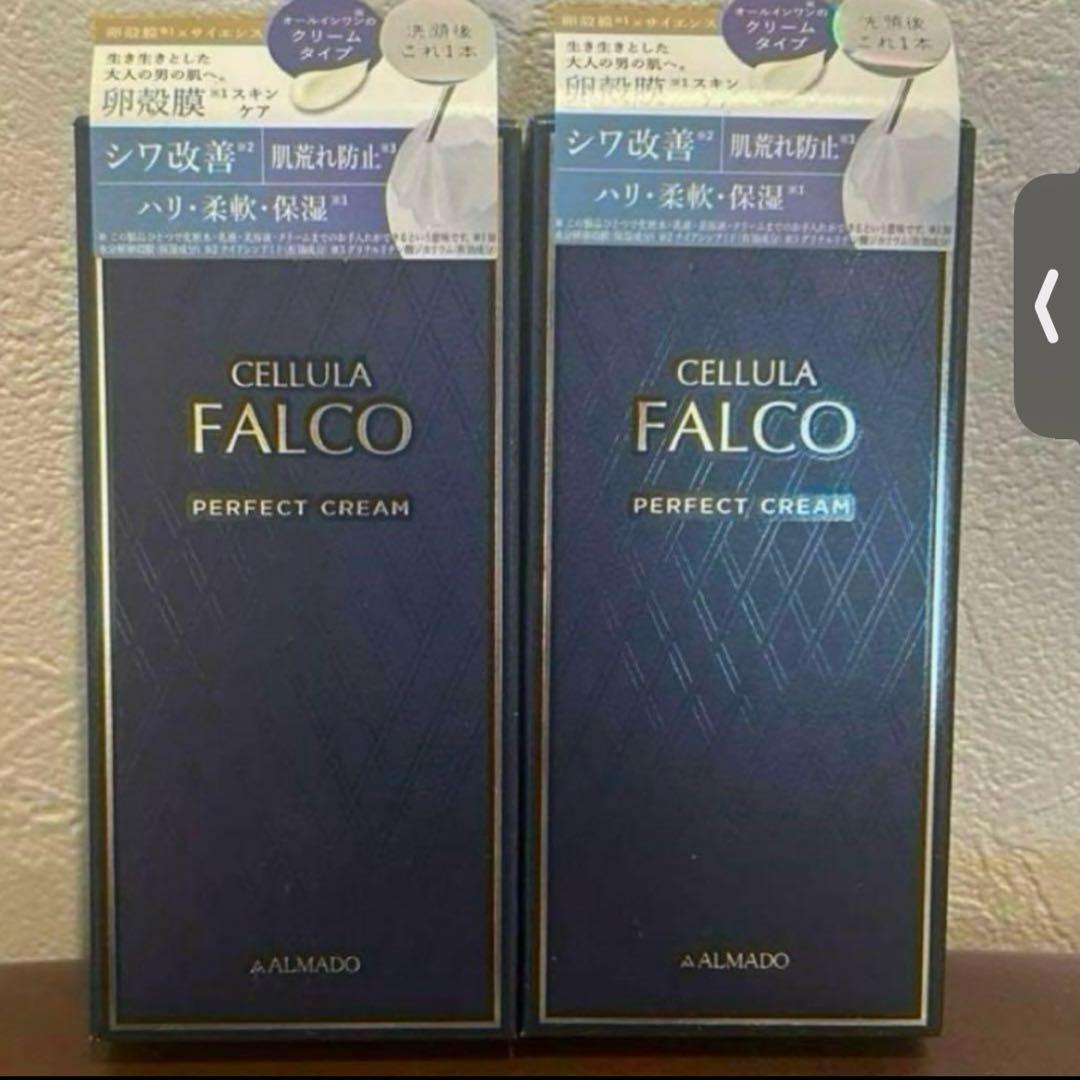 卵殻膜※1×サイエンス
オールインワンの※
クリーム
タイプ
洗顔後
これ1本
生き生きとした
大人の男の肌へ。
卵殻膜※1スキン
ケア
シワ改善※2
肌荒れ防止※3
ハリ・柔軟・保湿※1
CELLULA
FALCO
PERFECT CREAM
ALMADO
卵殻膜※1×サイエンス
オールインワンの※
クリーム
タイプ
洗顔後
これ1本
生き生きとした
大人の男の肌へ。
卵殻膜※1スキン
シワ改善※2
肌荒れ防止※3
ハリ・柔軟・保湿※1
CELLULA
FALCO
PERFECT CREAM
ALMADO